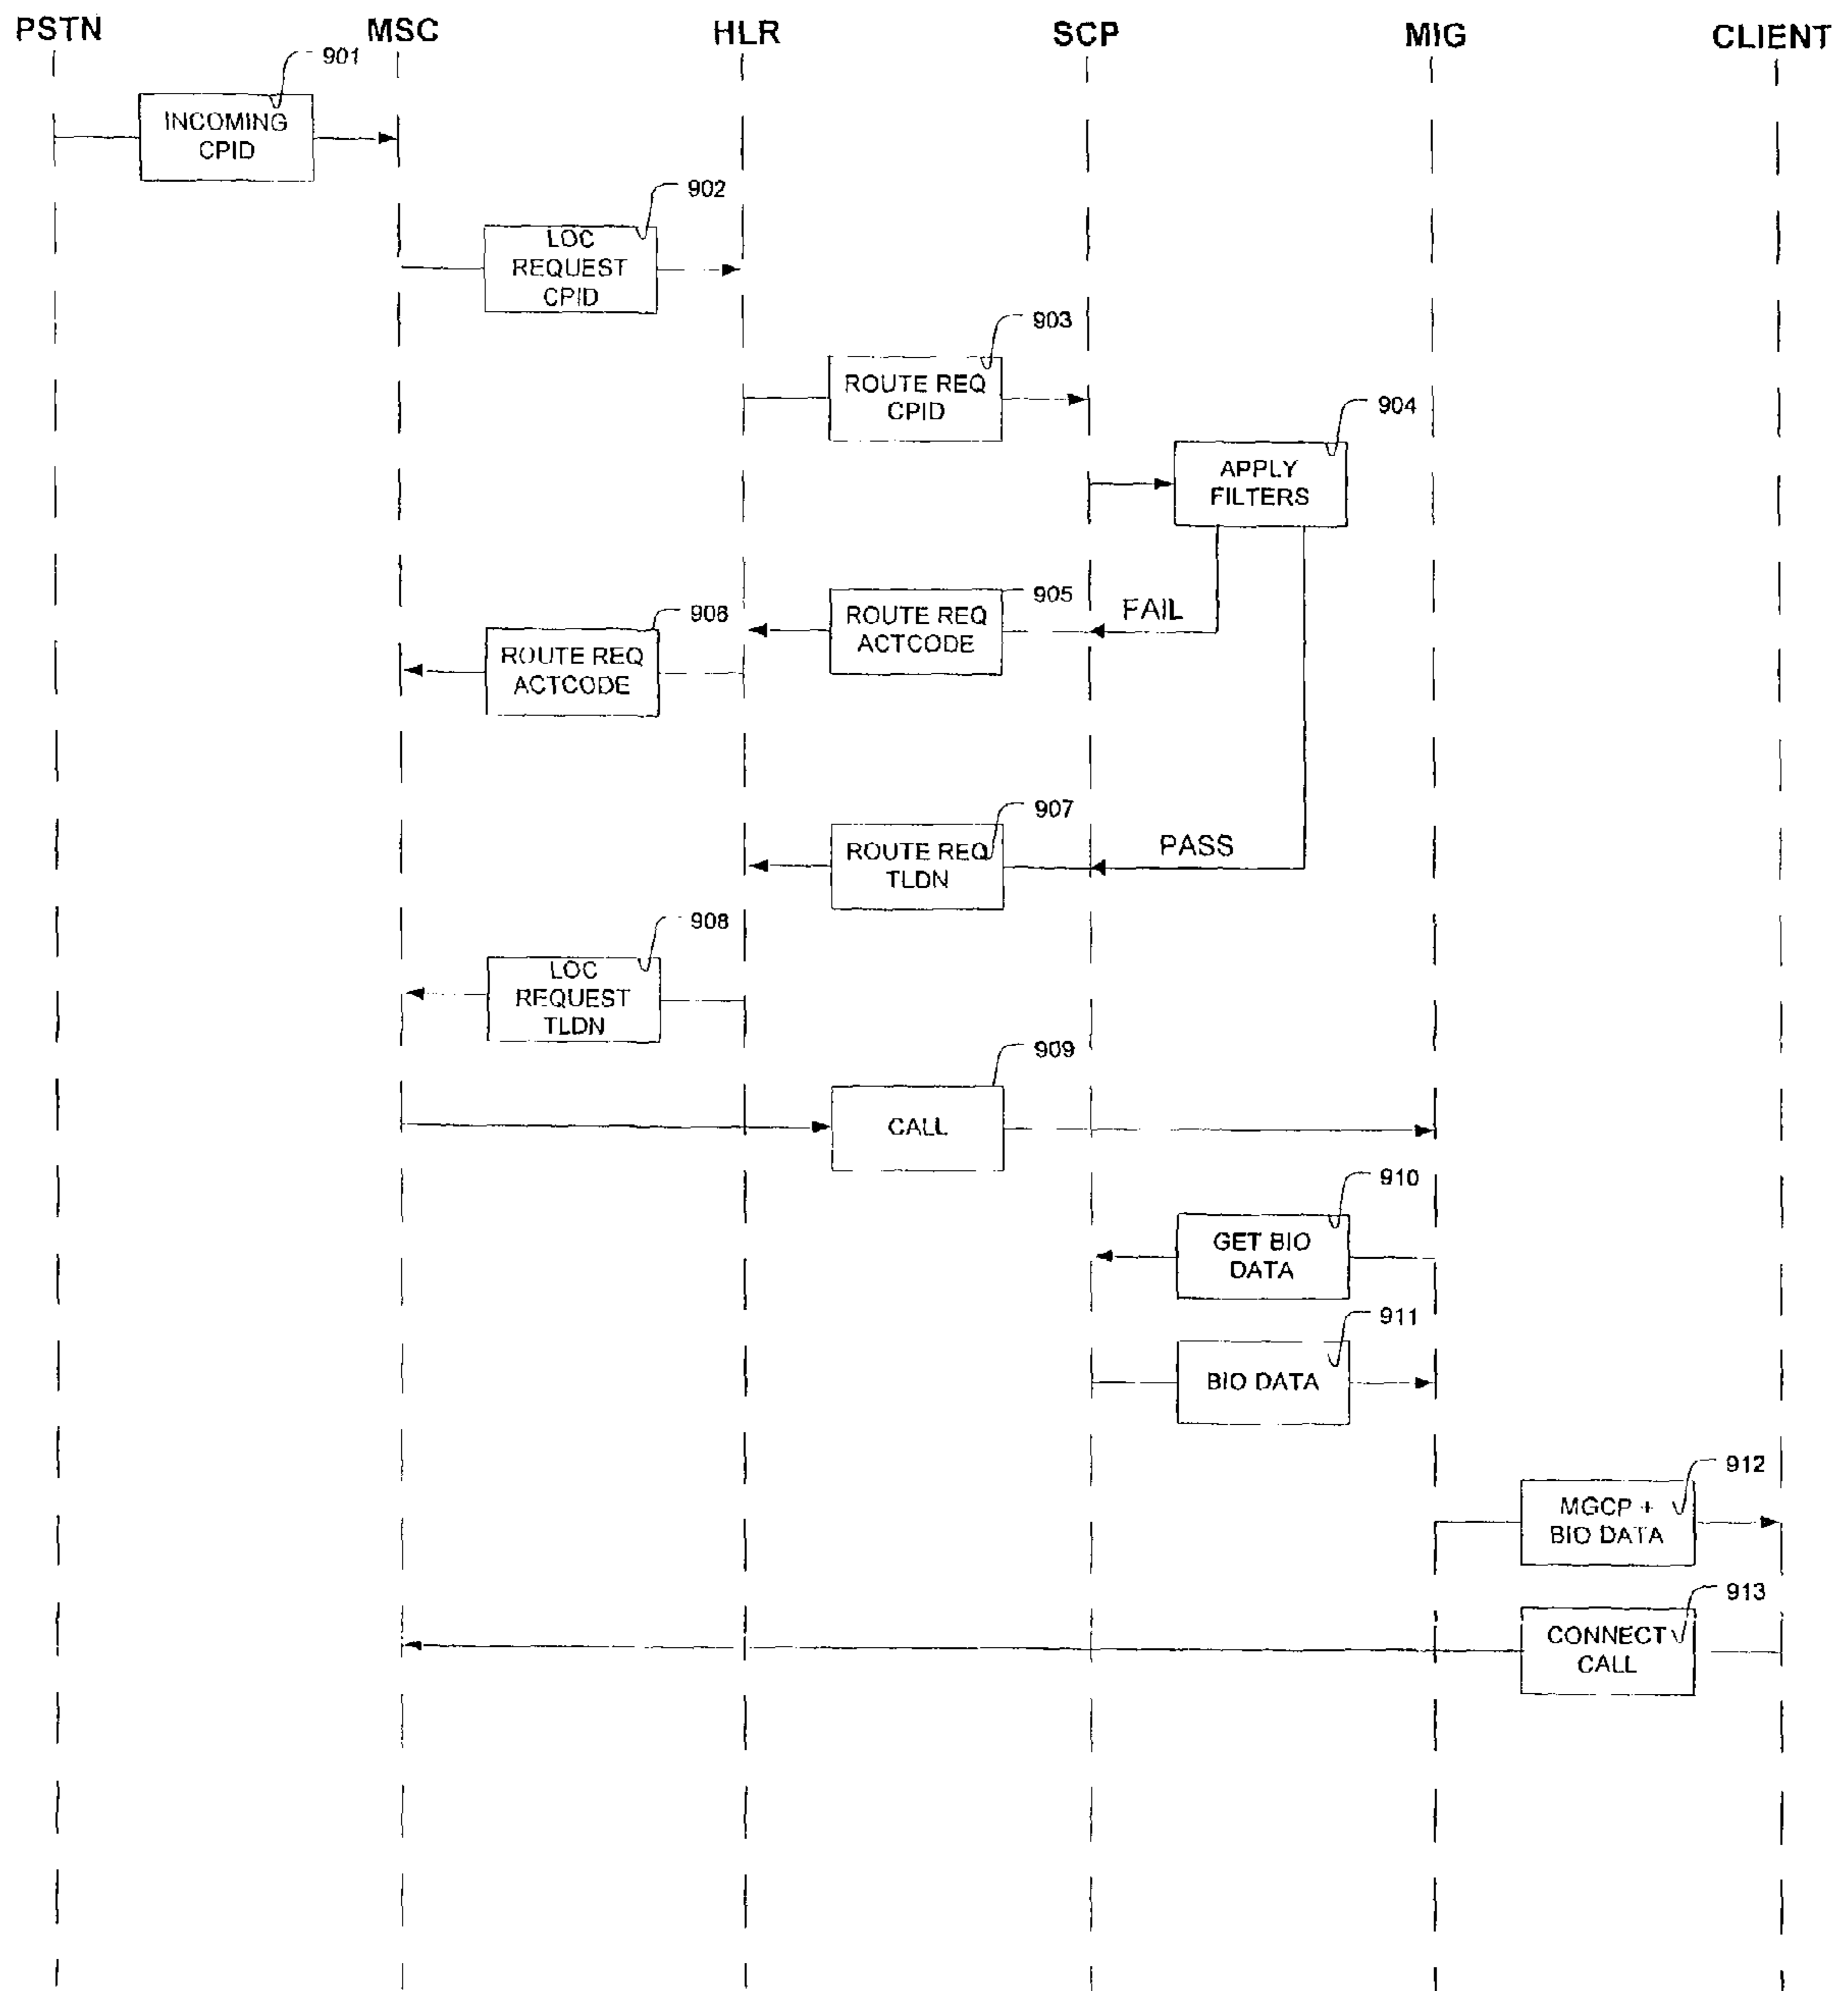 PSTN MSC HLR SCP MIG CLIENT
901
INCOMING
CPID
902
LOC
REQUEST
CPID
903
ROUTE REQ
CPID
904
APPLY
FILTERS
905
ROUTE REQ
ACTCODE
FAIL
906
ROUTE REQ
ACTCODE
907
ROUTE REQ
TLDN
PASS
908
LOC
REQUEST
TLDN
909
CALL
910
GET BIO
DATA
911
BIO DATA
912
MGCP +
BIO DATA
913
CONNECT
CALL